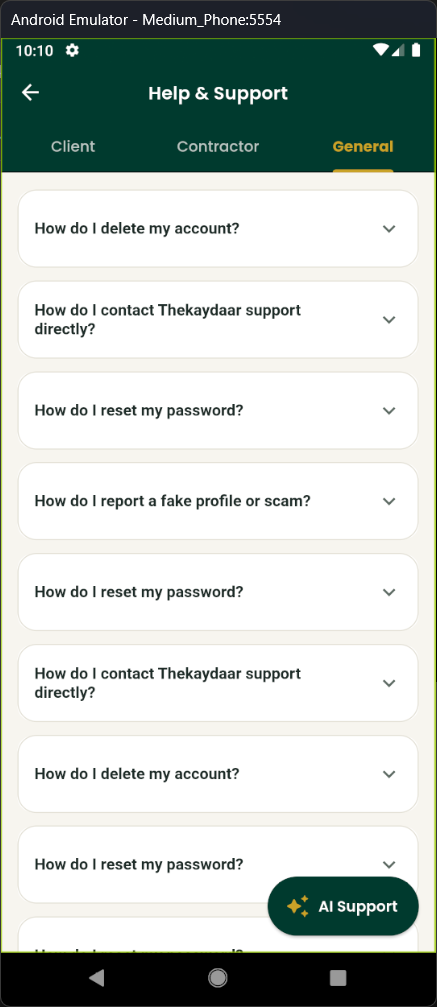 Android Emulator - Medium_Phone:5554
10:10
Help & Support
Client Contractor General
How do I delete my account?
How do I contact Thekaydaar support
directly?
How do I reset my password?
How do I report a fake profile or scam?
How do I reset my password?
How do I contact Thekaydaar support
directly?
How do I delete my account?
How do I reset my password?
AI Support